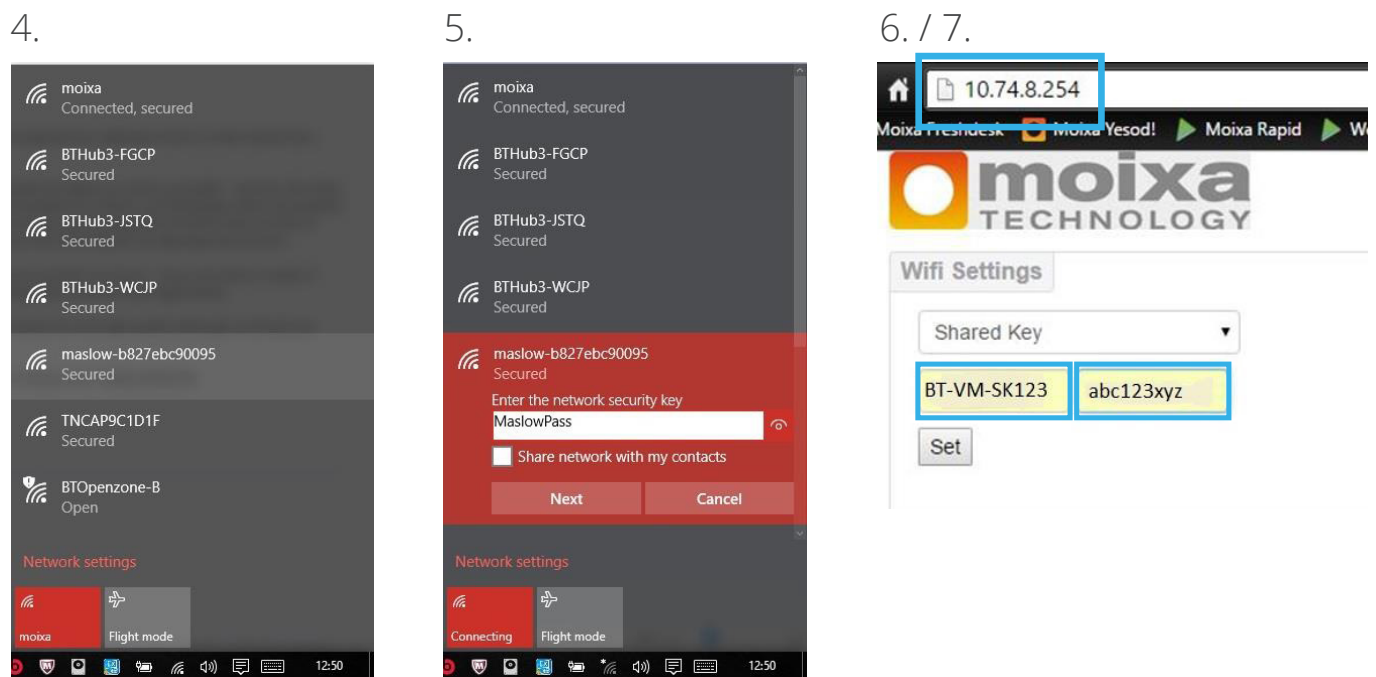 4.
moixa
Connected, secured
BTHub3-FGCP
Secured
BTHub3-JSTQ
Secured
BTHub3-WCJP
Secured
maslow-b827ebc90095
Secured
TNCAP9C1D1F
Secured
BTOpenzone-B
Open
Network settings
moixa
Flight mode
12:50
5.
moixa
Connected, secured
BTHub3-FGCP
Secured
BTHub3-JSTQ
Secured
BTHub3-WCJP
Secured
maslow-b827ebc90095
Secured
Enter the network security key
MaslowPass
Share network with my contacts
Next Cancel
Network settings
Connecting
Flight mode
12:50
6. / 7.
10.74.8.254
Moixa Freshdesk Moixa Yesod! Moixa Rapid
moixa
TECHNOLOGY
Wifi Settings
Shared Key
BT-VM-SK123 abc123xyz
Set